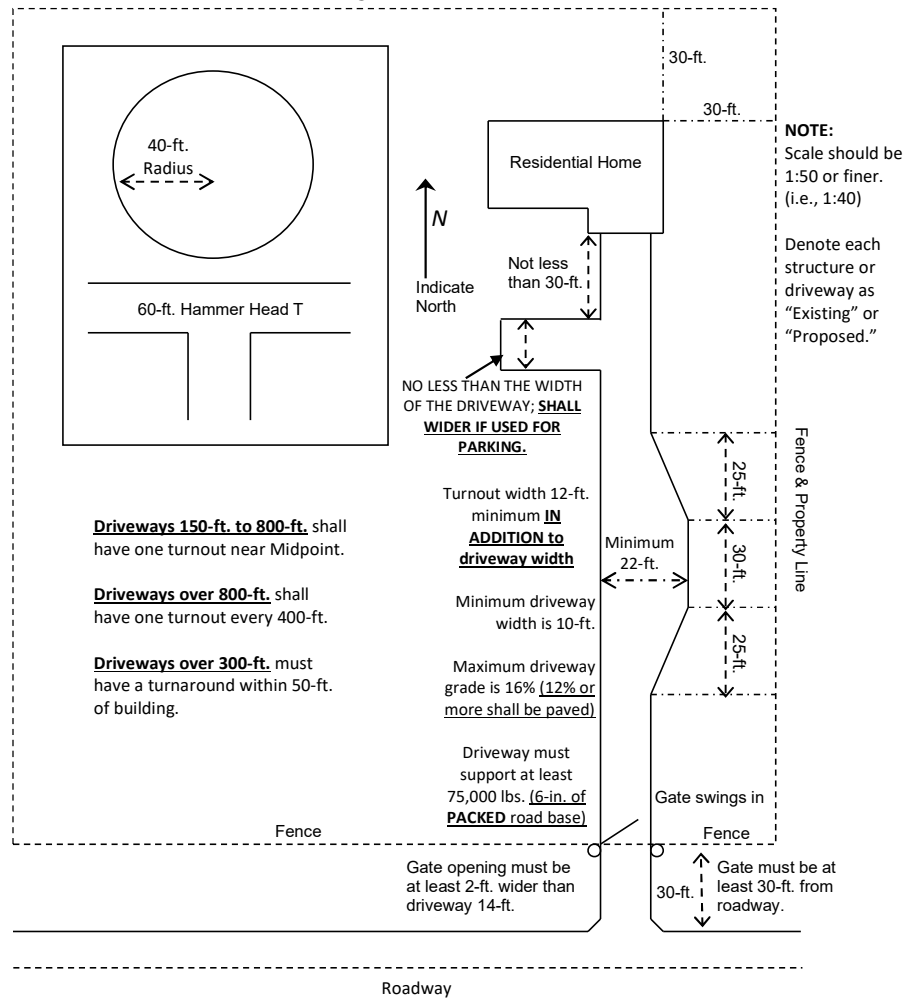 30-ft.
30-ft.
NOTE:
Scale should be
1:50 or finer.
(i.e., 1:40)
Denote each
structure or
driveway as
“Existing” or
“Proposed.”
40-ft.
Radius
60-ft. Hammer Head T
N
Indicate
North
Residential Home
Not less
than 30-ft.
NO LESS THAN THE WIDTH
OF THE DRIVEWAY; SHALL
WIDER IF USED FOR
PARKING.
Driveways 150-ft. to 800-ft. shall
have one turnout near Midpoint.
Driveways over 800-ft. shall
have one turnout every 400-ft.
Driveways over 300-ft. must
have a turnaround within 50-ft.
of building.
Turnout width 12-ft.
minimum IN
ADDITION to
driveway width
Minimum driveway
width is 10-ft.
Maximum driveway
grade is 16% (12% or
more shall be paved)
Driveway must
support at least
75,000 lbs. (6-in. of
PACKED road base)
Minimum
22-ft.
25-ft.
30-ft.
25-ft.
Fence & Property Line
Gate swings in
Fence
Fence
Gate opening must be
at least 2-ft. wider than
driveway 14-ft.
30-ft.
Gate must be at
least 30-ft. from
roadway.
Roadway